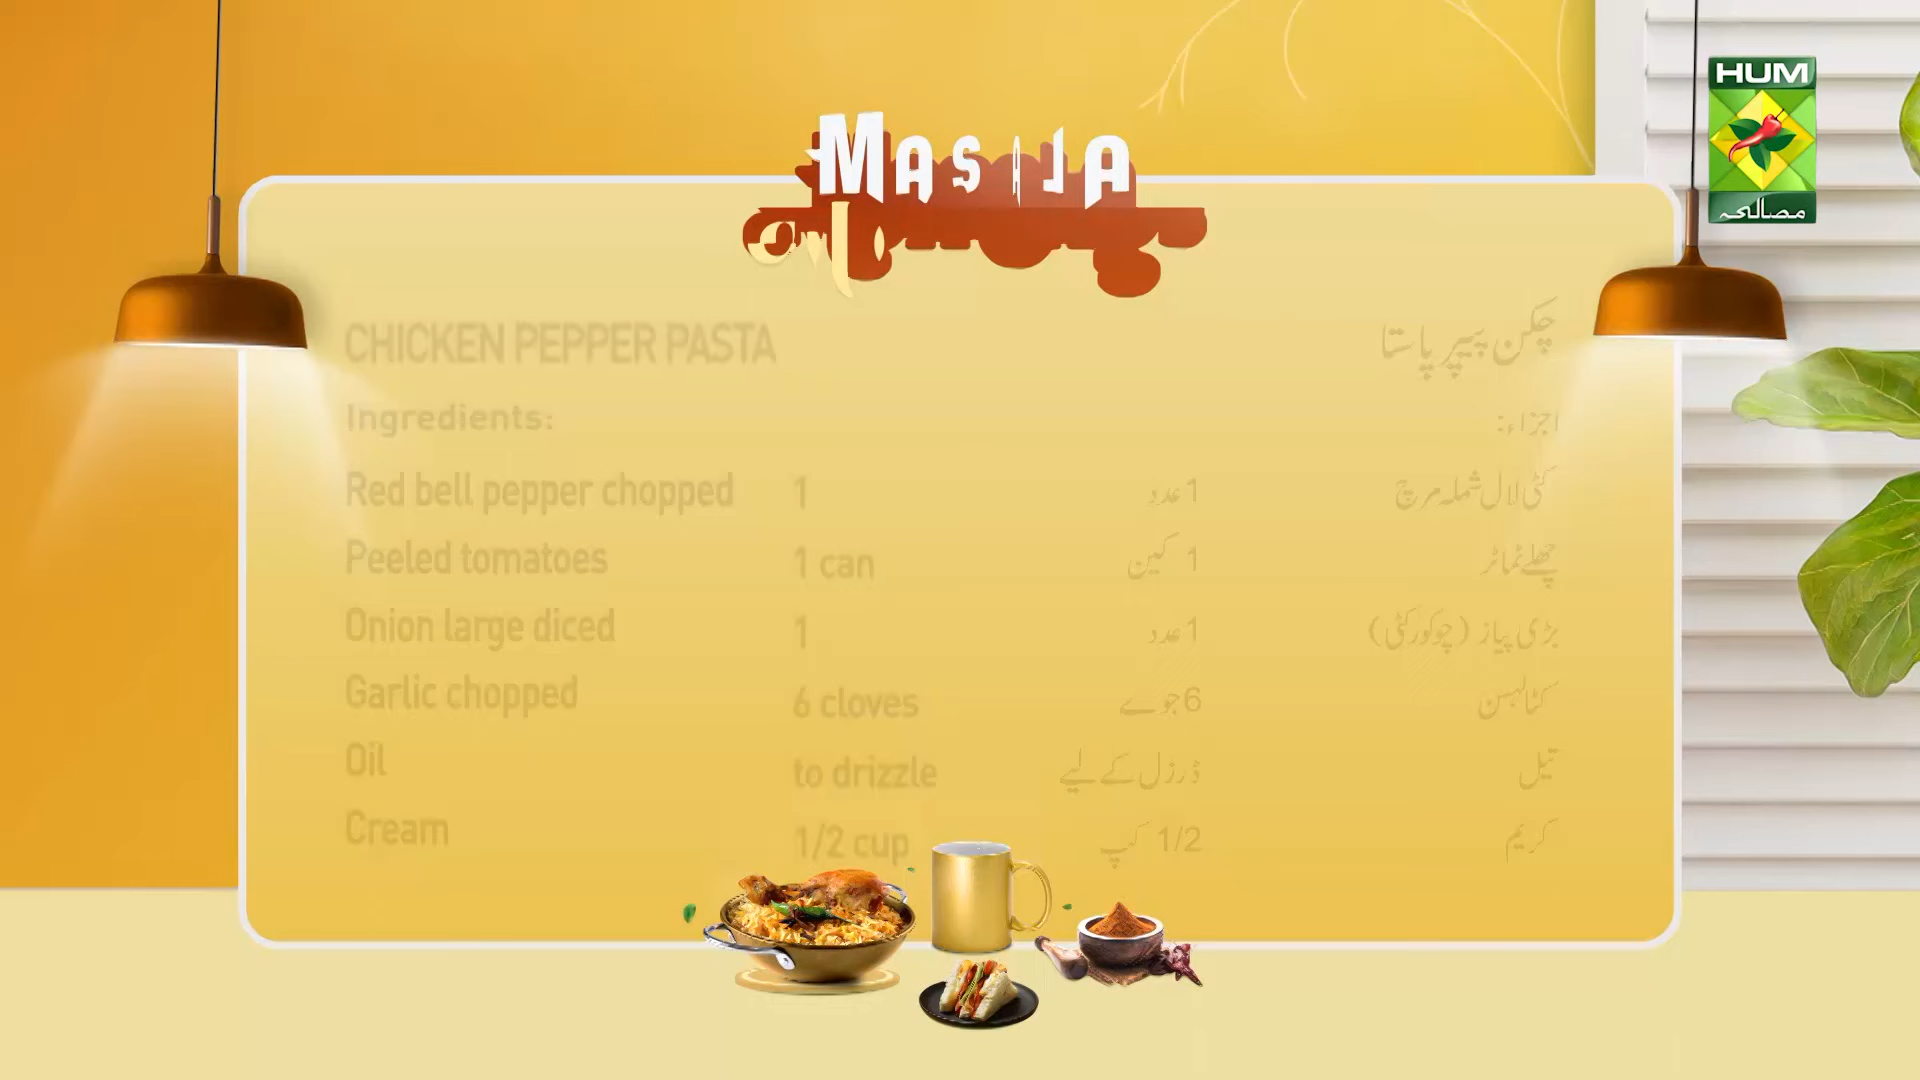 HUM
مصالحہ
MASALA
CHICKEN PEPPER PASTA
چکن پیپر پاستا
Ingredients:
اجزاء:
Red bell pepper chopped 1
1 عدد کٹی لال شملہ مرچ
Peeled tomatoes 1 can
1 کین چھلے ٹماٹر
Onion large diced 1
1 عدد بڑی پیاز (چوکور کٹی)
Garlic chopped 6 cloves
6 جوے کٹا لہسن
Oil to drizzle
ڈرزل کے لیے تیل
Cream 1/2 cup
1/2 کپ کریم